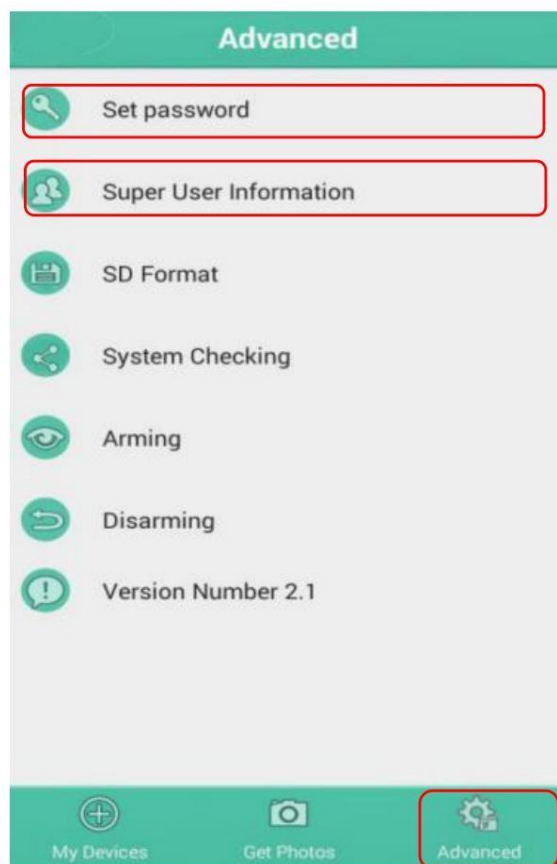 Advanced
Set password
Super User Information
SD Format
System Checking
Arming
Disarming
Version Number 2.1
My Devices Get Photos Advanced